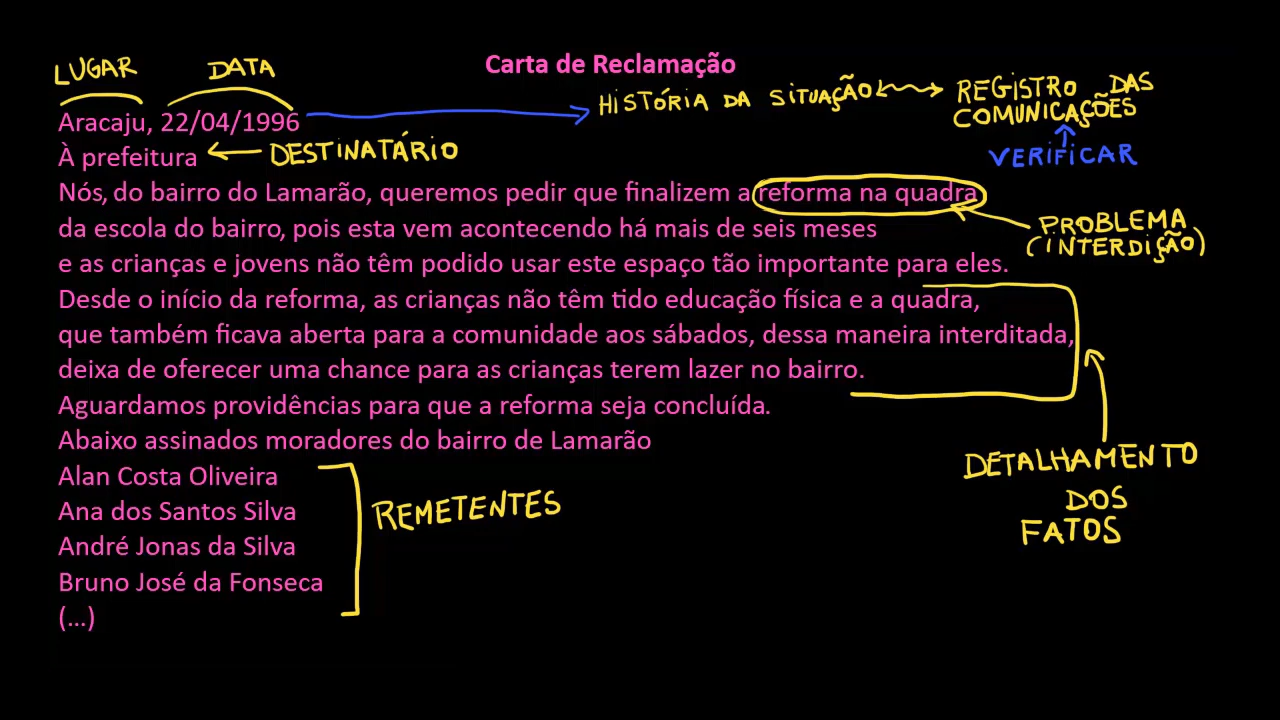 Carta de Reclamação
LUGAR
DATA
HISTÓRIA DA SITUAÇÃO
REGISTRO DAS
COMUNICAÇÕES
VERIFICAR
Aracaju, 22/04/1996
À prefeitura
DESTINATÁRIO
Nós, do bairro do Lamarão, queremos pedir que finalizem a reforma na quadra
da escola do bairro, pois esta vem acontecendo há mais de seis meses
PROBLEMA
(INTERDIÇÃO)
e as crianças e jovens não têm podido usar este espaço tão importante para eles.
Desde o início da reforma, as crianças não têm tido educação física e a quadra,
que também ficava aberta para a comunidade aos sábados, dessa maneira interditada,
deixa de oferecer uma chance para as crianças terem lazer no bairro.
Aguardamos providências para que a reforma seja concluída.
Abaixo assinados moradores do bairro de Lamarão
DETALHAMENTO
DOS
FATOS
Alan Costa Oliveira
Ana dos Santos Silva
André Jonas da Silva
Bruno José da Fonseca
(...)
REMETENTES